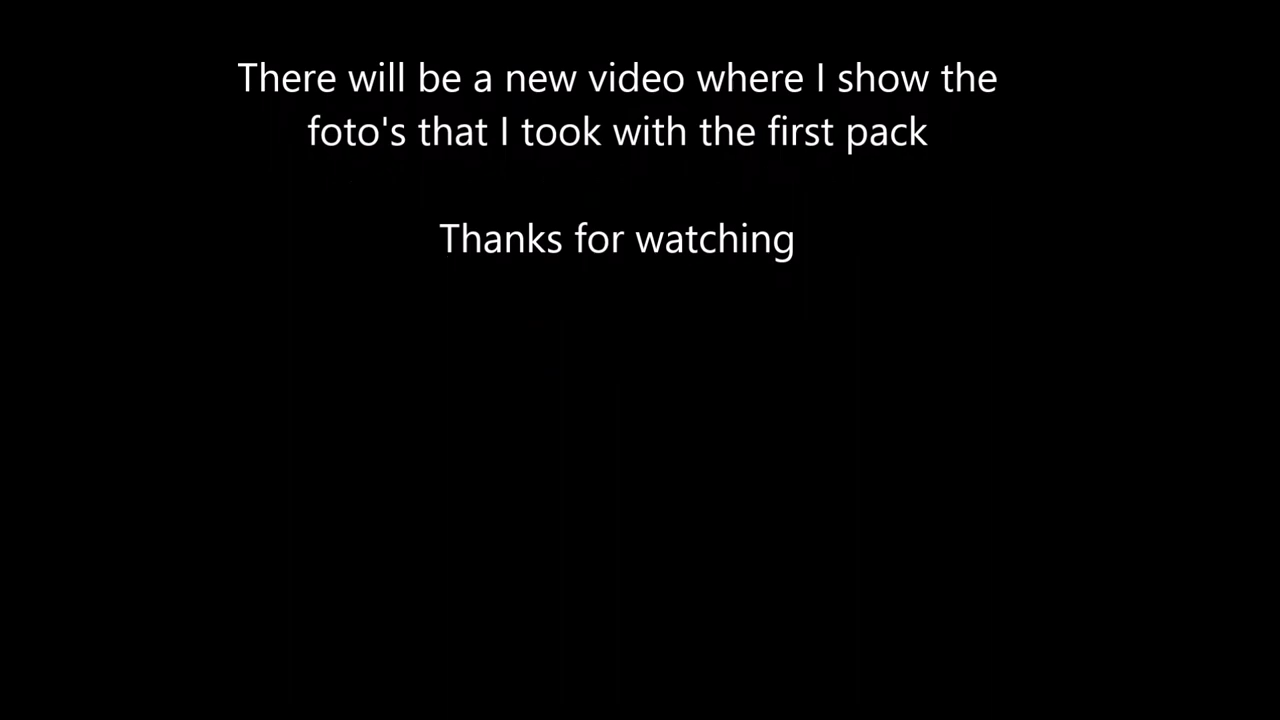 There will be a new video where I show the
foto's that I took with the first pack
Thanks for watching